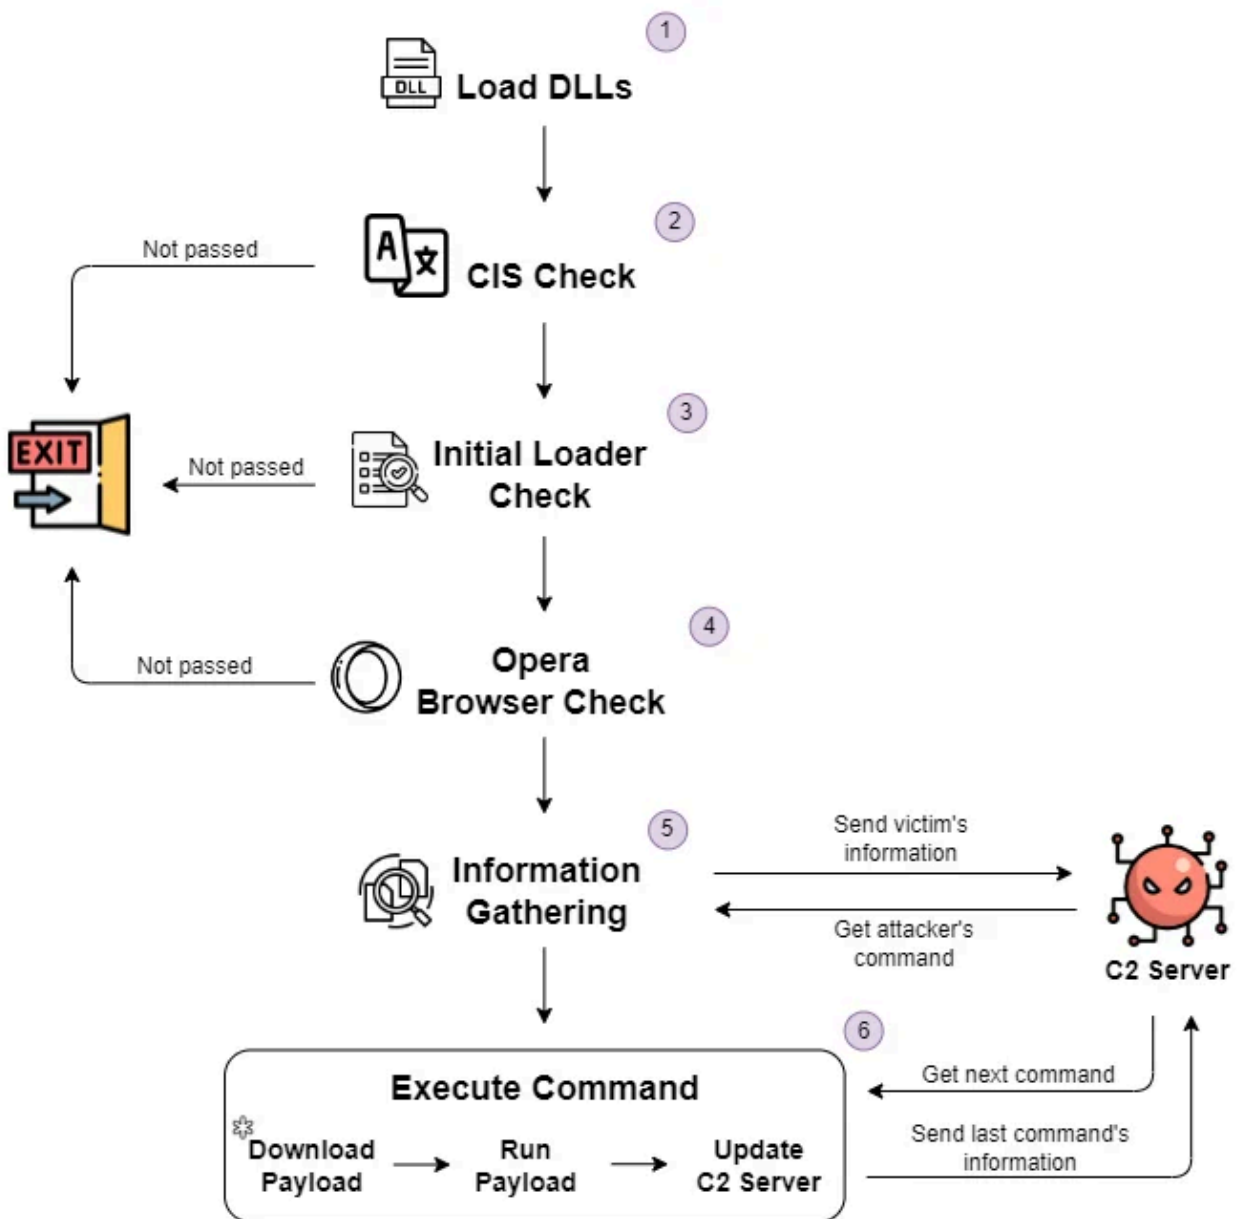 1
DLL
Load DLLs
2
A 文
Not passed
CIS Check
3
EXIT
Not passed
Initial Loader
Check
4
Not passed
Opera
Browser Check
5
Information
Gathering
Send victim's
information
Get attacker's
command
C2 Server
6
Execute Command
Get next command
Send last command's
information
Download
Payload
Run
Payload
Update
C2 Server